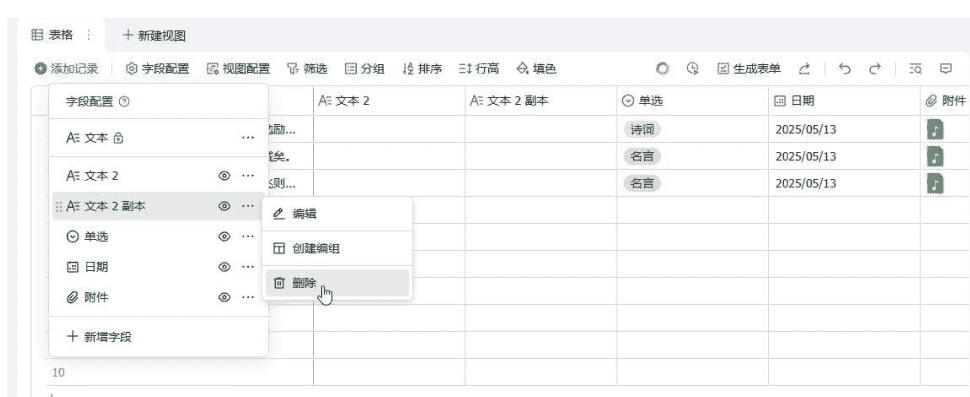 表格 新建视图
添加记录 字段配置 视图配置 筛选 分组 排序 行高 填色 生成表单
字段配置 文本 2 文本 2 副本 单选 日期 附件
文本 励... 诗词 2025/05/13
矣。 名言 2025/05/13
文本 2 则... 名言 2025/05/13
文本 2 副本 编辑
单选 创建编组
日期 删除
附件
新增字段
10